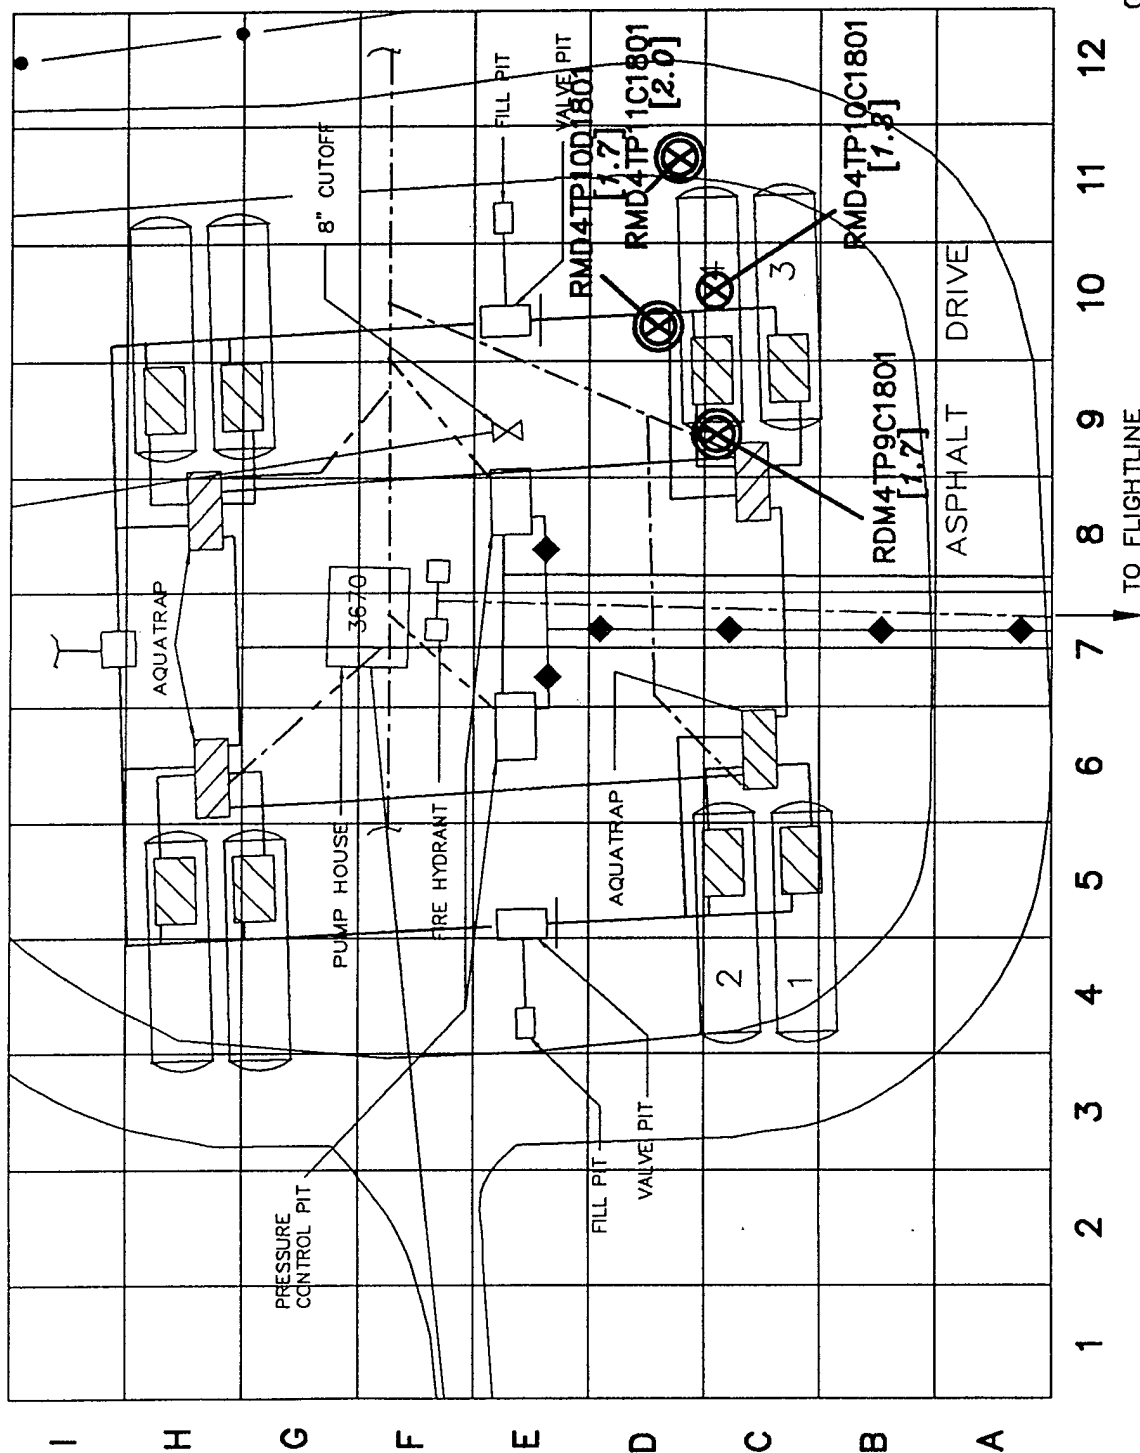 I
H
G
F
E
D
C
B
A
1
2
3
4
5
6
7
8
9
10
11
12
PRESSURE
CONTROL PIT
PUMP HOUSE
FIRE HYDRANT
AQUATRAP
3670
8" CUTOFF
FILL PIT
VALVE PIT
FILL PIT
VALVE PIT
AQUATRAP
RMD4TP10D1801
[1.7]
RMD4TP11C1801
[2.0]
RMD4TP10C1801
[1.8]
RDM4TP9C1801
[1.7]
2
1
4
3
ASPHALT DRIVE
TO FLIGHTLINE